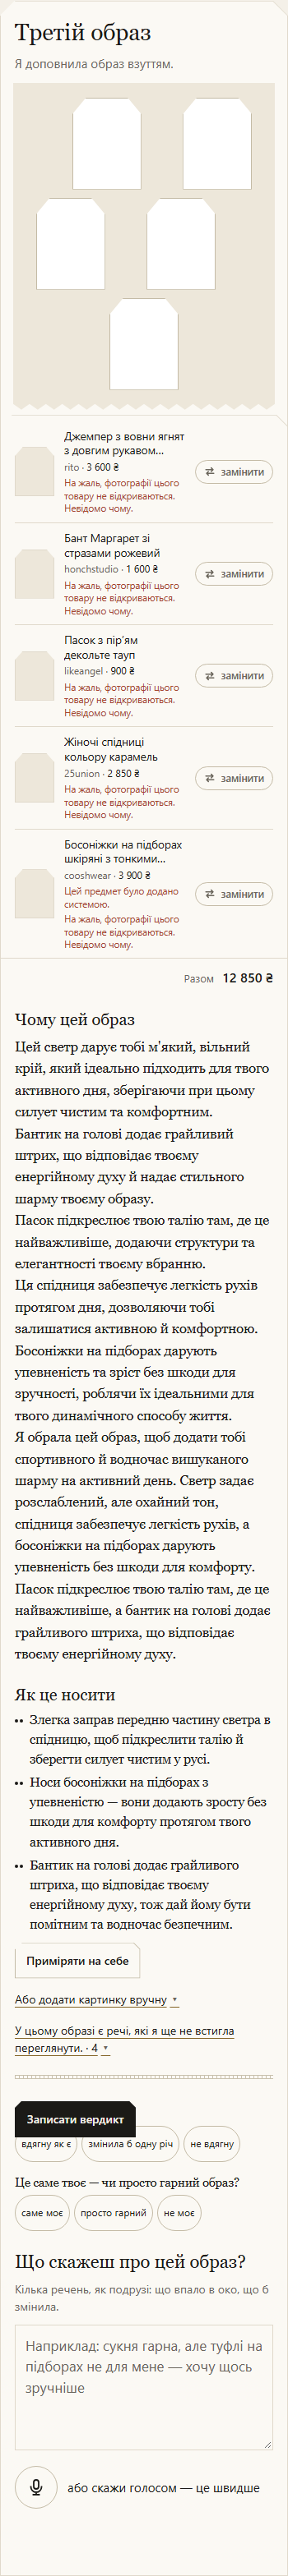 Третій образ
Я доповнила образ взуттям.
Джемпер з вовни ягнят
з довгим рукавом...
rito · 3 600 ₴
На жаль, фотографії цього
товару не відкриваються.
Невідомо чому.
замінити
Бант Маргарет зі
стразами рожевий
honchstudio · 1 600 ₴
На жаль, фотографії цього
товару не відкриваються.
Невідомо чому.
замінити
Пасок з пір'ям
декольте тауп
likeangel · 900 ₴
На жаль, фотографії цього
товару не відкриваються.
Невідомо чому.
замінити
Жіночі спідниці
кольору карамель
25union · 2 850 ₴
На жаль, фотографії цього
товару не відкриваються.
Невідомо чому.
замінити
Босоніжки на підборах
шкіряні з тонкими...
cooshwear · 3 900 ₴
Цей предмет було додано
системою.
На жаль, фотографії цього
товару не відкриваються.
Невідомо чому.
замінити
Разом 12 850 ₴
Чому цей образ
Цей светр дарує тобі м'який, вільний
крій, який ідеально підходить для твого
активного дня, зберігаючи при цьому
силует чистим та комфортним.
Бантик на голові додає грайливий
штрих, що відповідає твоєму
енергійному духу й надає стильного
шарму твоєму образу.
Пасок підкреслює твою талію там, де це
найважливіше, додаючи структури та
елегантності твоєму вбранню.
Ця спідниця забезпечує легкість рухів
протягом дня, дозволяючи тобі
залишатися активною й комфортною.
Босоніжки на підборах дарують
упевненість та зріст без шкоди для
зручності, роблячи їх ідеальними для
твого динамічного способу життя.
Я обрала цей образ, щоб додати тобі
спортивного й водночас вишуканого
шарму на активний день. Светр задає
розслаблений, але охайний тон,
спідниця забезпечує легкість рухів, а
босоніжки на підборах дарують
упевненість без шкоди для комфорту.
Пасок підкреслює твою талію там, де це
найважливіше, а бантик на голові додає
грайливого штриха, що відповідає
твоєму енергійному духу.
Як це носити
Злегка заправ передню частину светра в
спідницю, щоб підкреслити талію й
зберегти силует чистим у русі.
Носи босоніжки на підборах з
упевненістю — вони додають зросту без
шкоди для комфорту протягом твого
активного дня.
Бантик на голові додає грайливого
штриха, що відповідає твоєму
енергійному духу, тож дай йому бути
помітним та водночас безпечним.
Приміряти на себе
Або додати картинку вручну
У цьому образі є речі, які я ще не встигла
переглянути. · 4
Записати вердикт
вдягну як є
змінила б одну річ
не вдягну
Це саме твоє — чи просто гарний образ?
саме моє
просто гарний
не моє
Що скажеш про цей образ?
Кілька речень, як подрузі: що впало в око, що б
змінила.
Наприклад: сукня гарна, але туфлі на
підборах не для мене — хочу щось
зручніше
або скажи голосом — це швидше